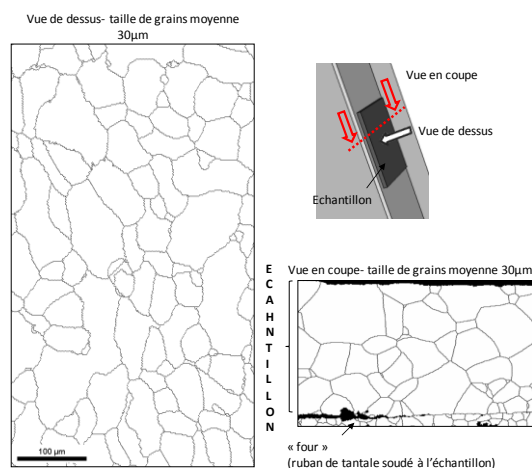 Vue de dessus- taille de grains moyenne
30µm
100 µm
Vue en coupe
Vue de dessus
Echantillon
E
C
A
H
N
T
I
L
L
O
N
Vue en coupe- taille de grains moyenne 30µm
« four »
(ruban de tantale soudé à l’échantillon)